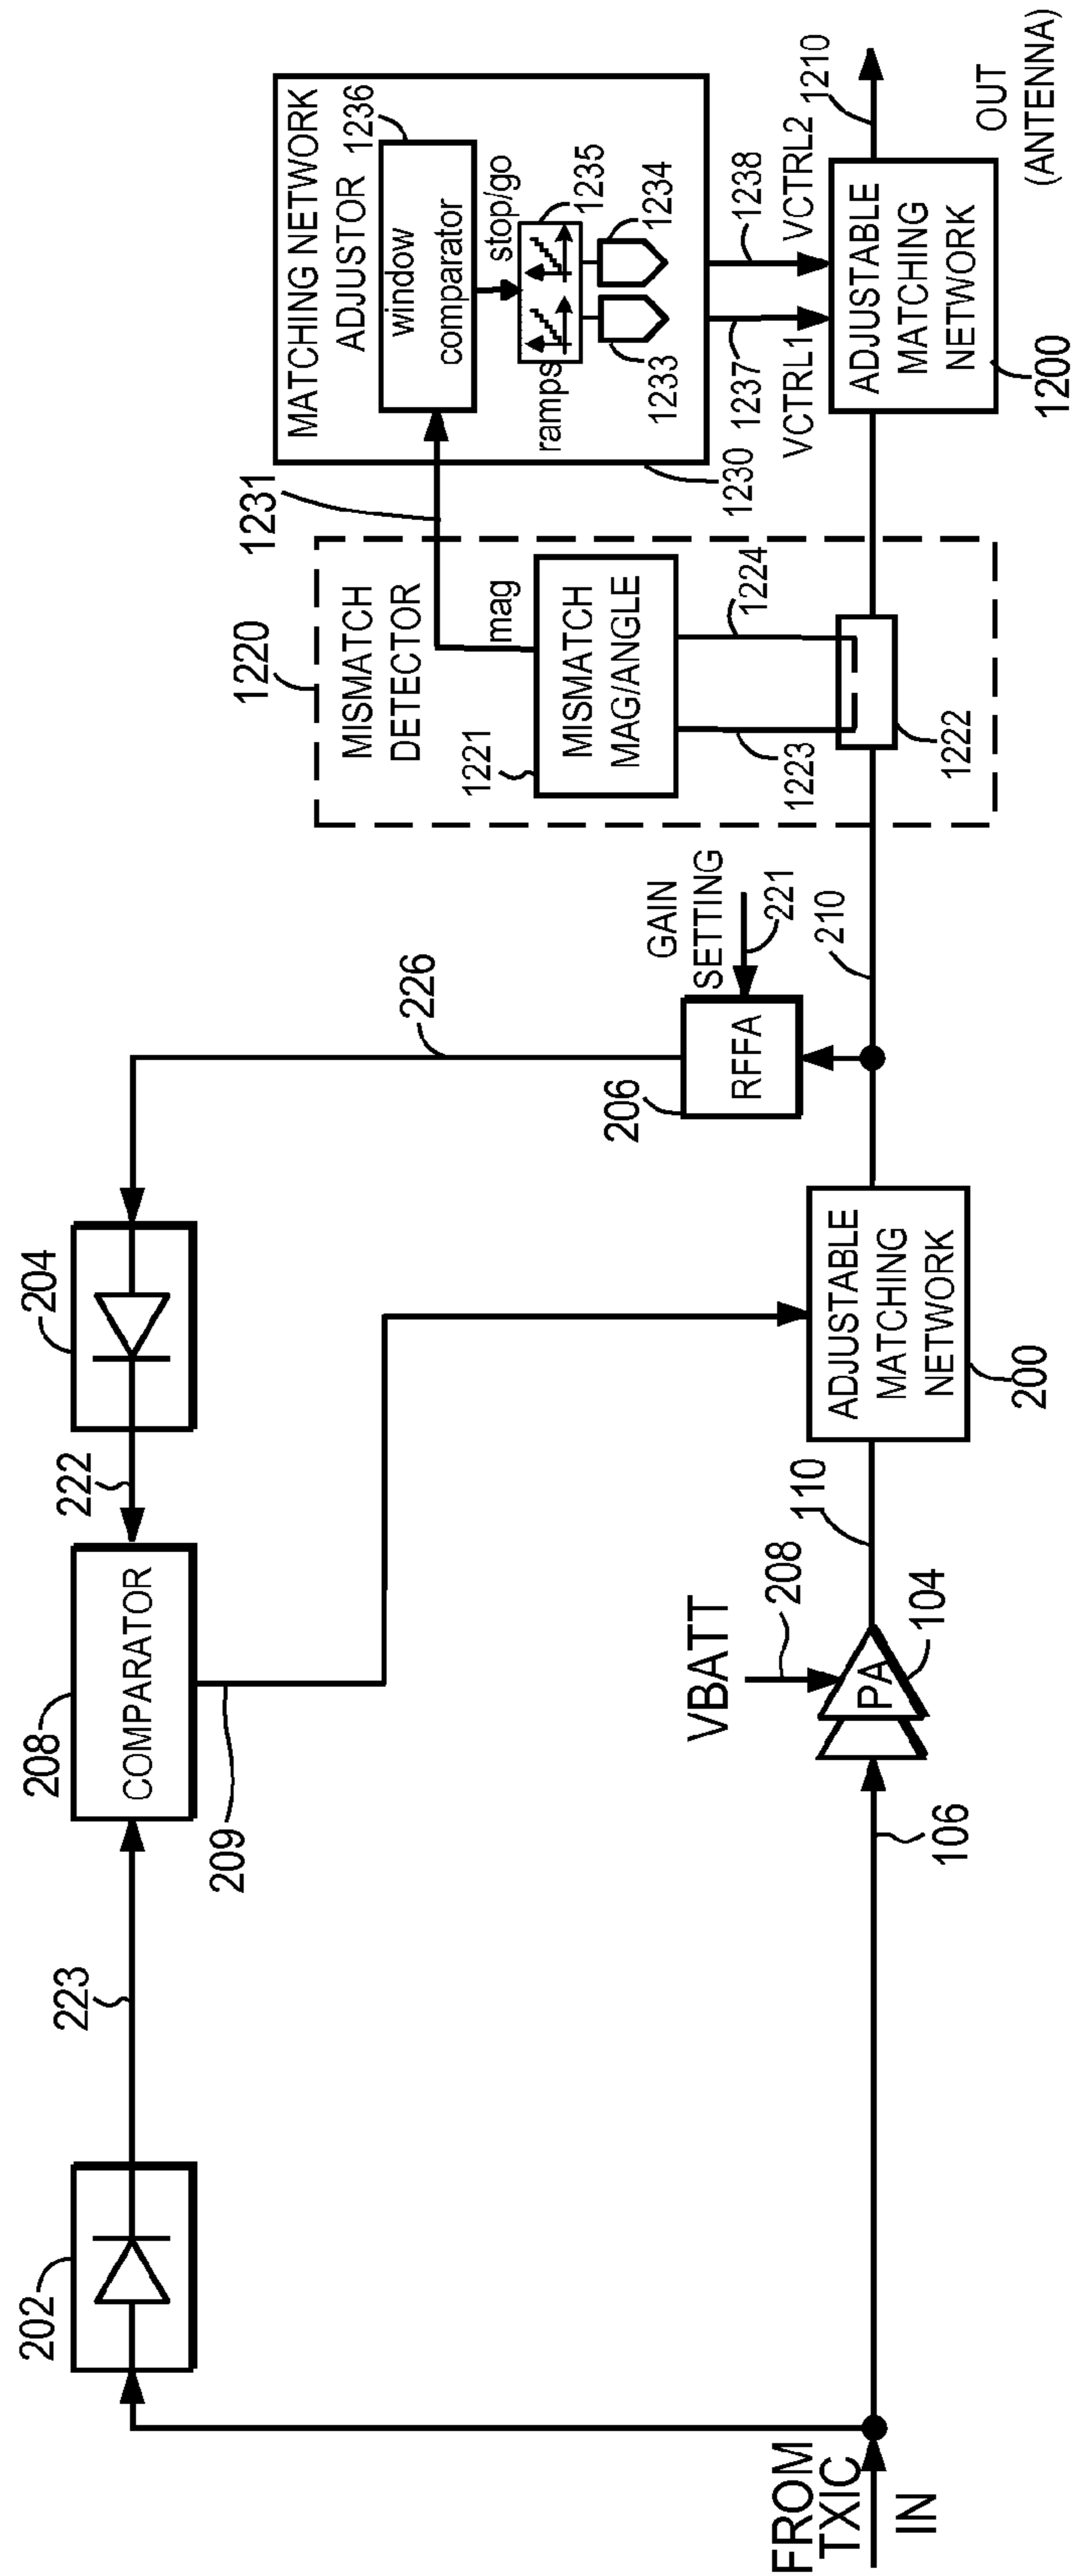 202
223
208
COMPARATOR
209
222
204
226
206
RFFA
GAIN
SETTING
221
1220
MISMATCH
DETECTOR
1221
MISMATCH
MAG/ANGLE
mag
1223
1224
1222
1231
1230
MATCHING NETWORK
ADJUSTOR
1236
window
comparator
stop/go
ramps
1235
1233
1234
1237
VCTRL1
1238
VCTRL2
FROM
TXIC
IN
106
VBATT
208
PA
104
110
ADJUSTABLE
MATCHING
NETWORK
200
210
ADJUSTABLE
MATCHING
NETWORK
1200
1210
OUT
(ANTENNA)